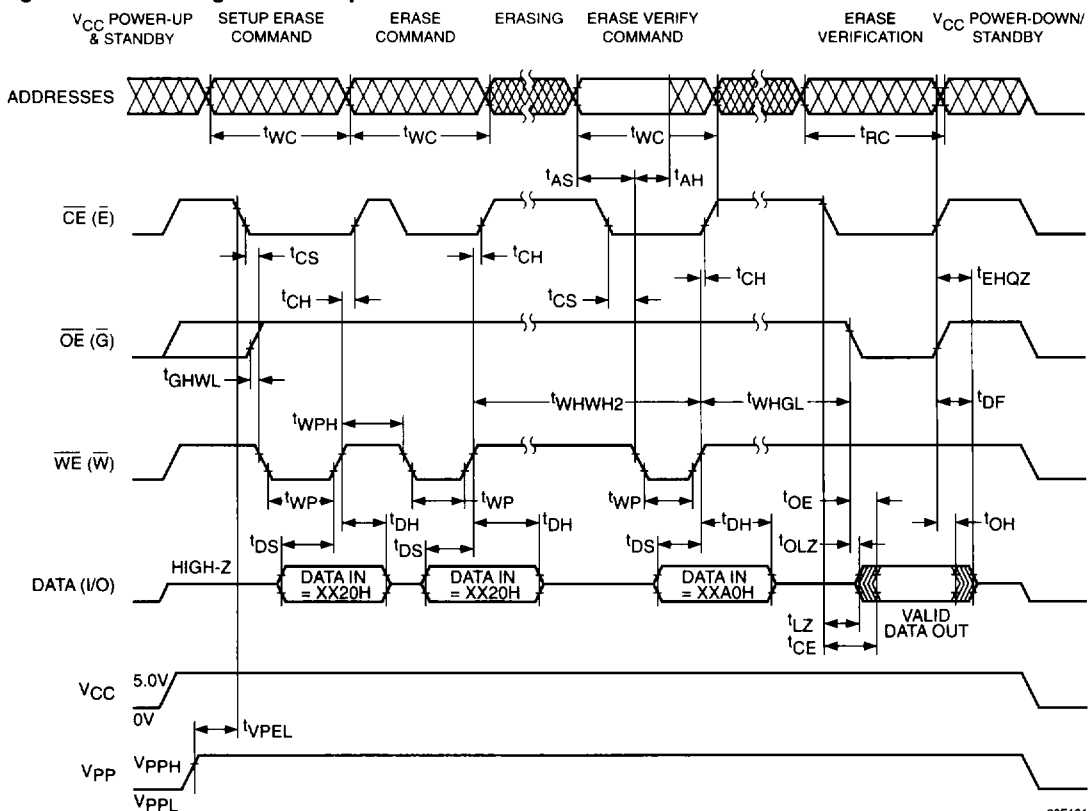 VCC POWER-UP & STANDBY
SETUP ERASE COMMAND
ERASE COMMAND
ERASING
ERASE VERIFY COMMAND
ERASE VERIFICATION
VCC POWER-DOWN/ STANDBY
ADDRESSES
tWC
tWC
tWC
tRC
tAS
tAH
CE (E)
tCS
tCH
tCH
tCS
tCH
tEHQZ
OE (G)
tGHWL
tWPH
tWHWH2
tWHGL
tDF
WE (W)
tWP
tWP
tWP
tOE
tDH
tDH
tDH
tOH
tDS
tDS
tDS
tOLZ
HIGH-Z
DATA (I/O)
DATA IN = XX20H
DATA IN = XX20H
DATA IN = XXA0H
VALID DATA OUT
tLZ
tCE
VCC
5.0V
0V
tVPEL
VPP
VPPH
VPPL